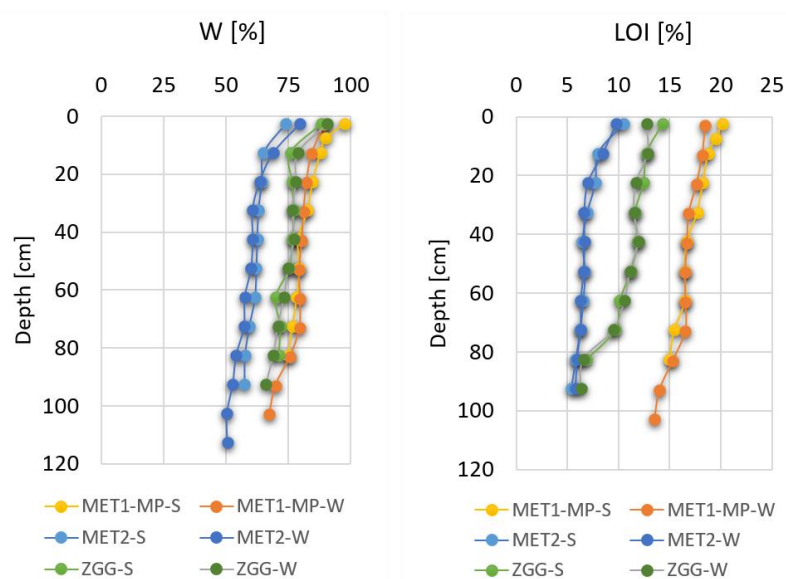 W [%]
0 25 50 75 100
0
20
40
60
80
100
120
Depth [cm]
MET1-MP-S MET1-MP-W
MET2-S MET2-W
ZGG-S ZGG-W
LOI [%]
0 5 10 15 20 25
0
20
40
60
80
100
120
Depth [cm]
MET1-MP-S MET1-MP-W
MET2-S MET2-W
ZGG-S ZGG-W